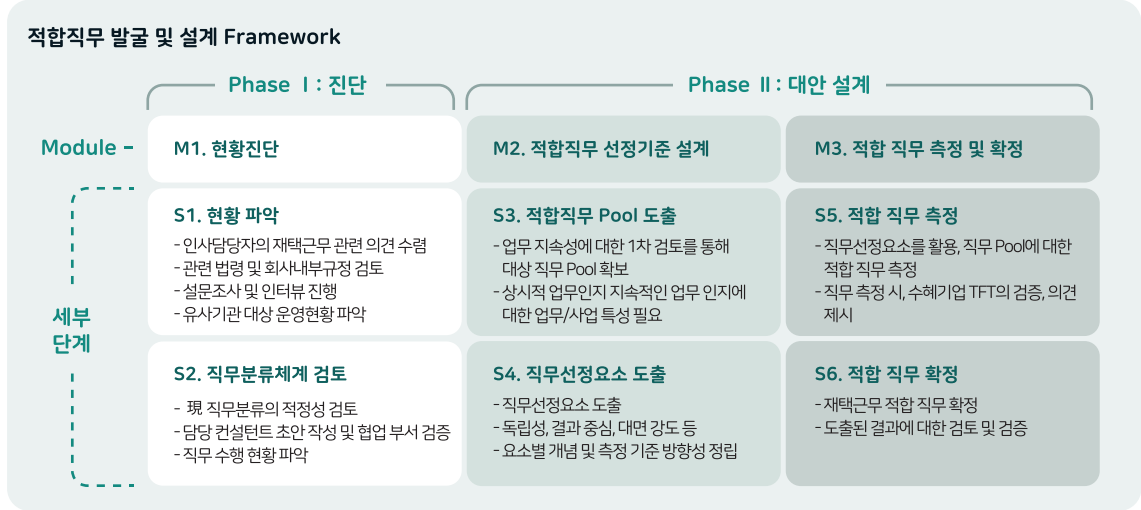 적합직무 발굴 및 설계 Framework
Phase Ⅰ : 진단
Phase Ⅱ : 대안 설계
Module
M1. 현황진단
M2. 적합직무 선정기준 설계
M3. 적합 직무 측정 및 확정
세부
단계
S1. 현황 파악
- 인사담당자의 재택근무 관련 의견 수렴
- 관련 법령 및 회사내부규정 검토
- 설문조사 및 인터뷰 진행
- 유사기관 대상 운영현황 파악
S3. 적합직무 Pool 도출
- 업무 지속성에 대한 1차 검토를 통해
대상 직무 Pool 확보
- 상시적 업무인지 지속적인 업무 인지에
대한 업무/사업 특성 필요
S5. 적합 직무 측정
- 직무선정요소를 활용, 직무 Pool에 대한
적합 직무 측정
- 직무 측정 시, 수혜기업 TFT의 검증, 의견
제시
S2. 직무분류체계 검토
- 現 직무분류의 적정성 검토
- 담당 컨설턴트 초안 작성 및 협업 부서 검증
- 직무 수행 현황 파악
S4. 직무선정요소 도출
- 직무선정요소 도출
- 독립성, 결과 중심, 대면 강도 등
- 요소별 개념 및 측정 기준 방향성 정립
S6. 적합 직무 확정
- 재택근무 적합 직무 확정
- 도출된 결과에 대한 검토 및 검증